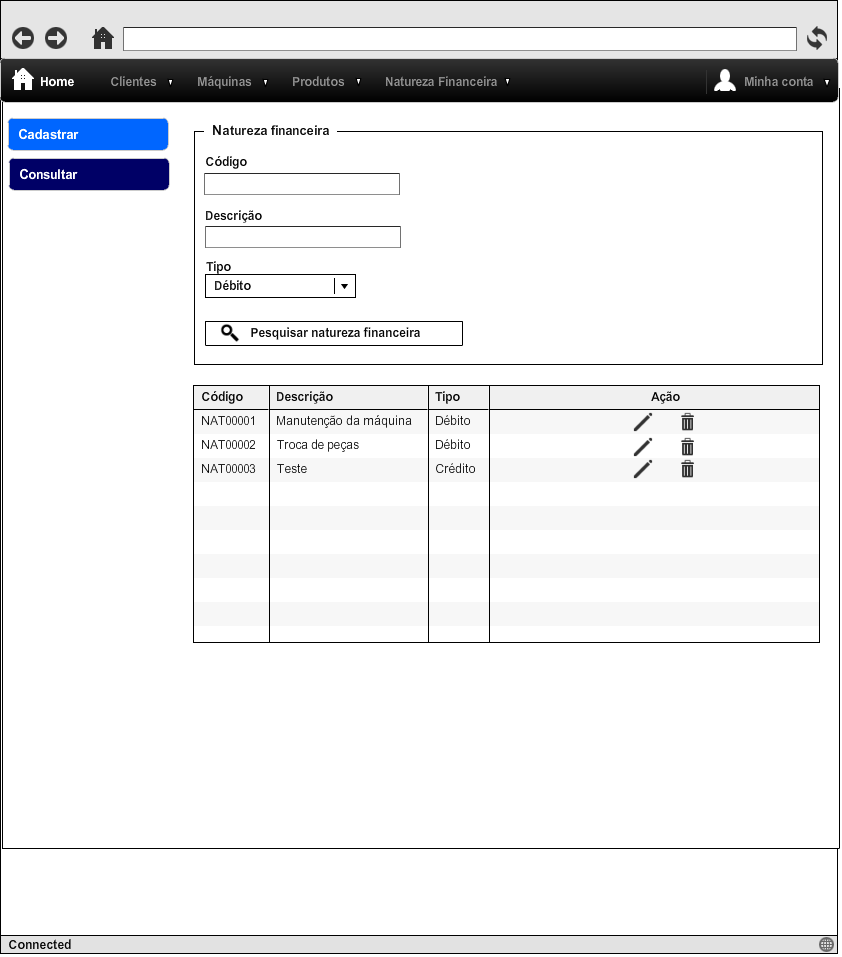 Home Clientes Máquinas Produtos Natureza Financeira Minha conta
Cadastrar
Consultar
Natureza financeira
Código
Descrição
Tipo
Débito
Pesquisar natureza financeira
Código Descrição Tipo Ação
NAT00001 Manutenção da máquina Débito
NAT00002 Troca de peças Débito
NAT00003 Teste Crédito
Connected